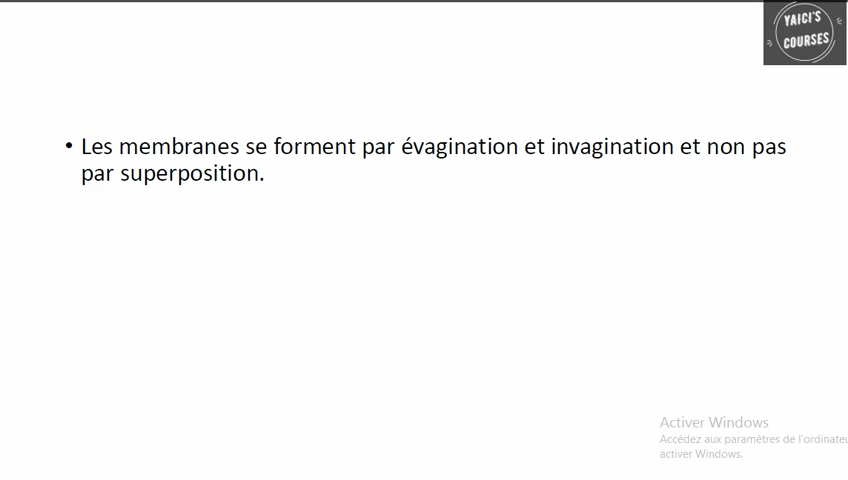 YAICI'S
COURSES
• Les membranes se forment par évagination et invagination et non pas
par superposition.
Activer Windows
Accédez aux paramètres de l'ordinateu
activer Windows.